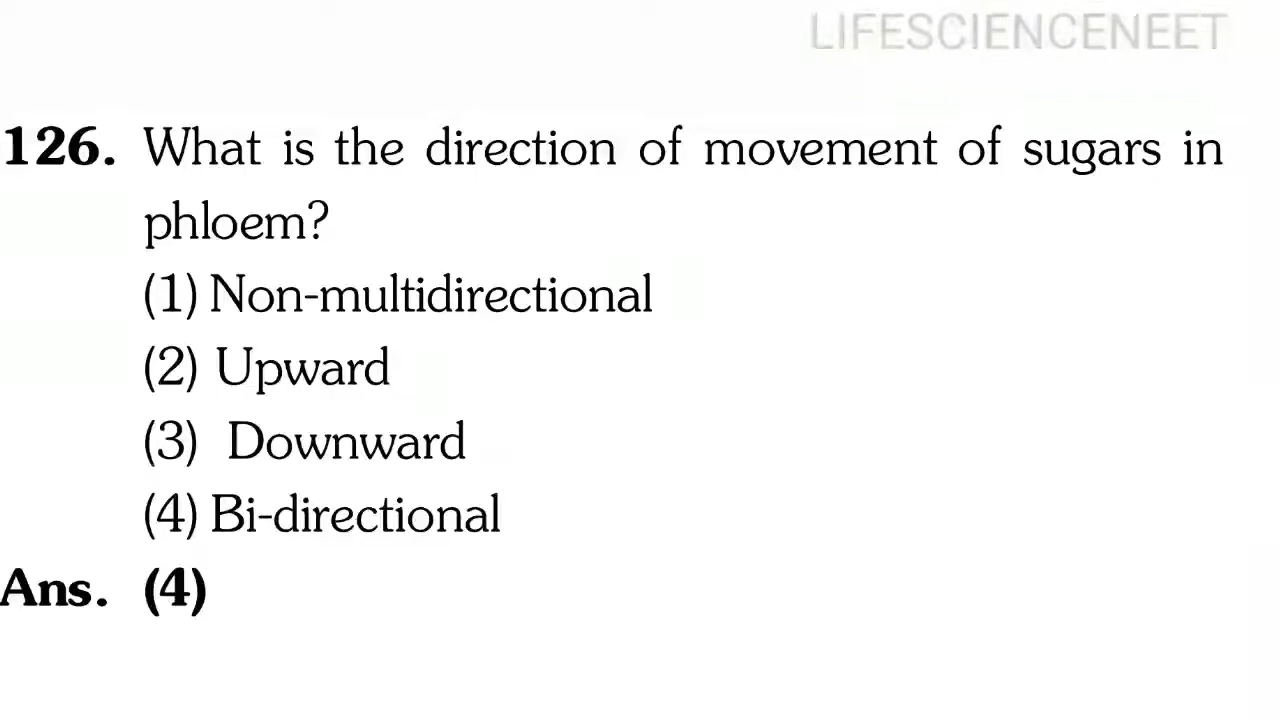 LIFESCIENCENEET
126. What is the direction of movement of sugars in
phloem?
(1) Non-multidirectional
(2) Upward
(3) Downward
(4) Bi-directional
Ans. (4)